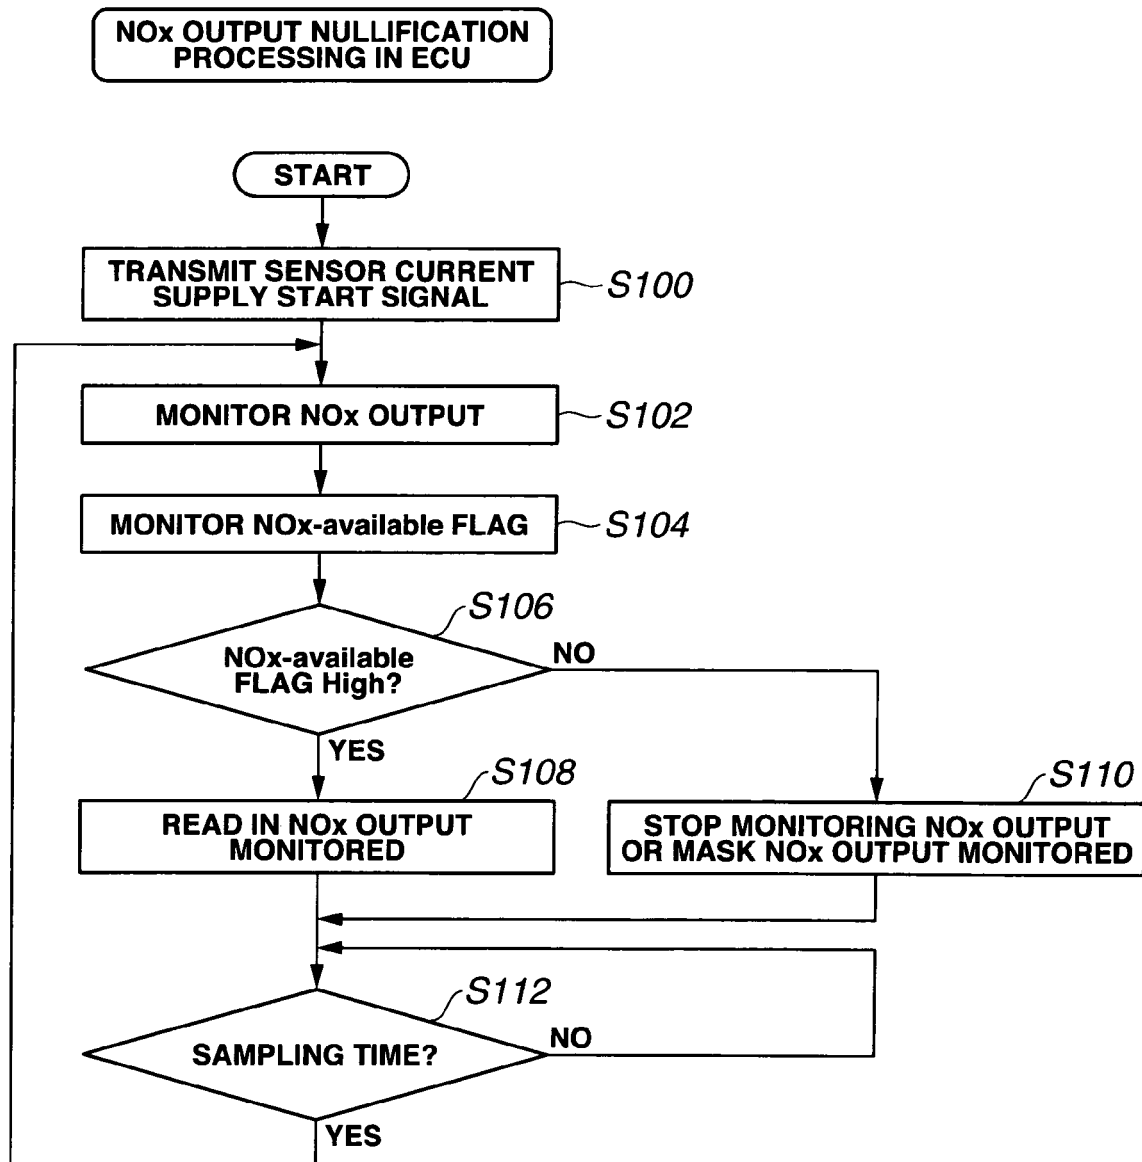 NOx OUTPUT NULLIFICATION
PROCESSING IN ECU
START
TRANSMIT SENSOR CURRENT
SUPPLY START SIGNAL
S100
MONITOR NOx OUTPUT
S102
MONITOR NOx-available FLAG
S104
S106
NOx-available
FLAG High?
NO
YES
S108
READ IN NOx OUTPUT
MONITORED
S110
STOP MONITORING NOx OUTPUT
OR MASK NOx OUTPUT MONITORED
S112
SAMPLING TIME?
NO
YES